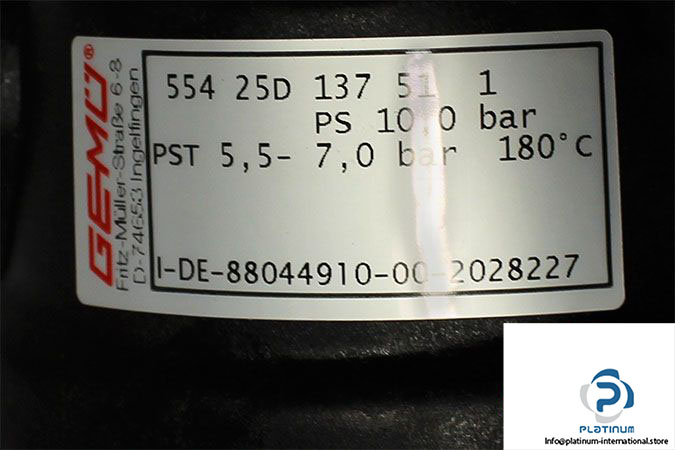 GEMÜ®
Fritz-Müller-Straße 6-8
D-74653 Ingelfingen
554 25D 137 51 1
PS 10,0 bar
PST 5,5- 7,0 bar 180°C
I-DE-88044910-00-2028227
PLATINUM
Info@platinum-international.store